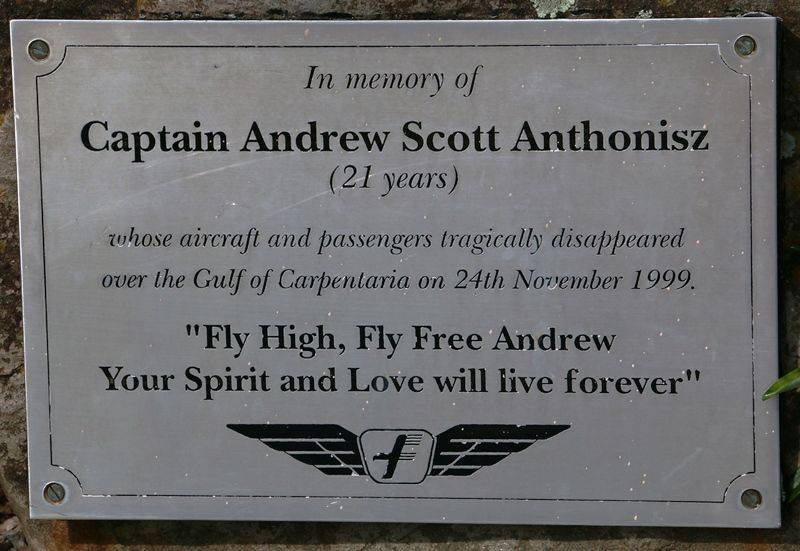 In memory of
Captain Andrew Scott Anthonisz
(21 years)
whose aircraft and passengers tragically disappeared
over the Gulf of Carpentaria on 24th November 1999.
"Fly High, Fly Free Andrew
Your Spirit and Love will live forever"